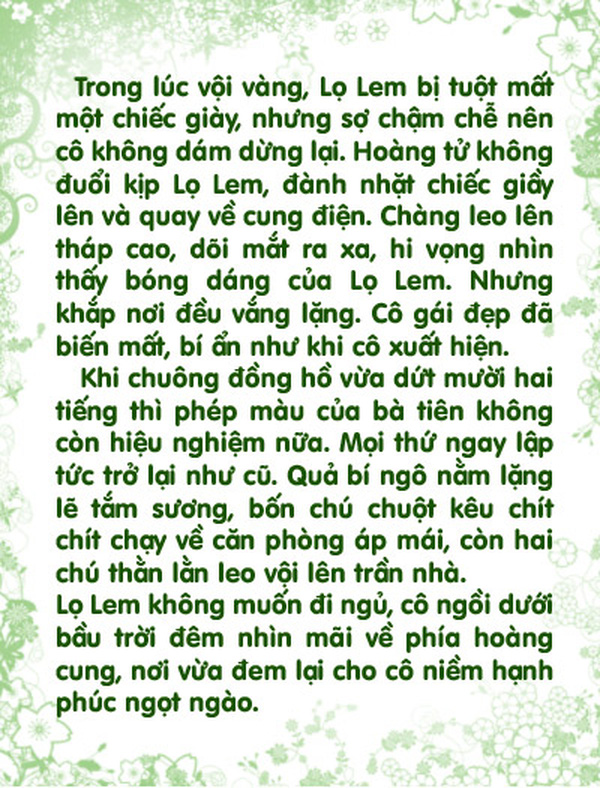 Trong lúc vội vàng, Lọ Lem bị tuột mất
một chiếc giày, nhưng sợ chậm chễ nên
cô không dám dừng lại. Hoàng tử không
đuổi kịp Lọ Lem, đành nhặt chiếc giầy
lên và quay về cung điện. Chàng leo lên
tháp cao, dõi mắt ra xa, hi vọng nhìn
thấy bóng dáng của Lọ Lem. Nhưng
khắp nơi đều vắng lặng. Cô gái đẹp đã
biến mất, bí ẩn như khi cô xuất hiện.
Khi chuông đồng hồ vừa dứt mười hai
tiếng thì phép màu của bà tiên không
còn hiệu nghiệm nữa. Mọi thứ ngay lập
tức trở lại như cũ. Quả bí ngô nằm lặng
lẽ tắm sương, bốn chú chuột kêu chít
chít chạy về căn phòng áp mái, còn hai
chú thằn lằn leo vội lên trần nhà.
Lọ Lem không muốn đi ngủ, cô ngồi dưới
bầu trời đêm nhìn mãi về phía hoàng
cung, nơi vừa đem lại cho cô niềm hạnh
phúc ngọt ngào.